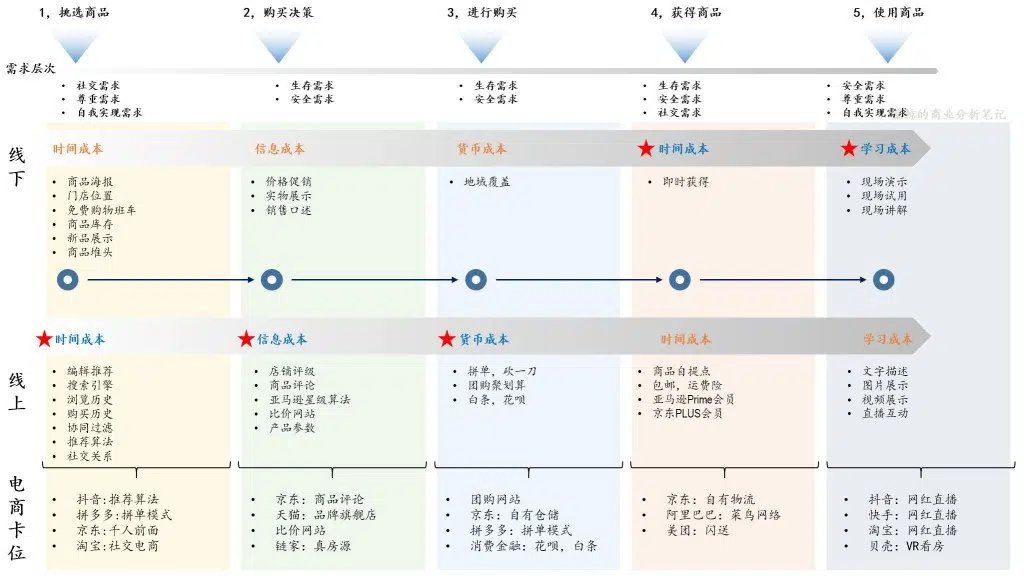 1，挑选商品
2，购买决策
3，进行购买
4，获得商品
5，使用商品
需求层次
• 社交需求
• 尊重需求
• 自我实现需求
• 生存需求
• 安全需求
• 生存需求
• 安全需求
• 生存需求
• 安全需求
• 社交需求
• 安全需求
• 尊重需求
• 自我实现需求
的商业分析笔记
线下
时间成本
信息成本
货币成本
时间成本
学习成本
• 商品海报
• 门店位置
• 免费购物班车
• 商品库存
• 新品展示
• 商品堆头
• 价格促销
• 实物展示
• 销售口述
• 地域覆盖
• 即时获得
• 现场演示
• 现场试用
• 现场讲解
线上
时间成本
信息成本
货币成本
时间成本
学习成本
• 编辑推荐
• 搜索引擎
• 浏览历史
• 购买历史
• 协同过滤
• 推荐算法
• 社交关系
• 店铺评级
• 商品评论
• 亚马逊星级算法
• 比价网站
• 产品参数
• 拼单，砍一刀
• 团购聚划算
• 白条，花呗
• 商品自提点
• 包邮，运费险
• 亚马逊Prime会员
• 京东PLUS会员
• 文字描述
• 图片展示
• 视频展示
• 直播互动
电商卡位
• 抖音:推荐算法
• 拼多多:拼单模式
• 京东:千人前面
• 淘宝:社交电商
• 京东：商品评论
• 天猫：品牌旗舰店
• 比价网站
• 链家：真房源
• 团购网站
• 京东：自有仓储
• 拼多多：拼单模式
• 消费金融：花呗，白条
• 京东：自有物流
• 阿里巴巴：菜鸟网络
• 美团：闪送
• 抖音：网红直播
• 快手：网红直播
• 淘宝：网红直播
• 贝壳：VR看房